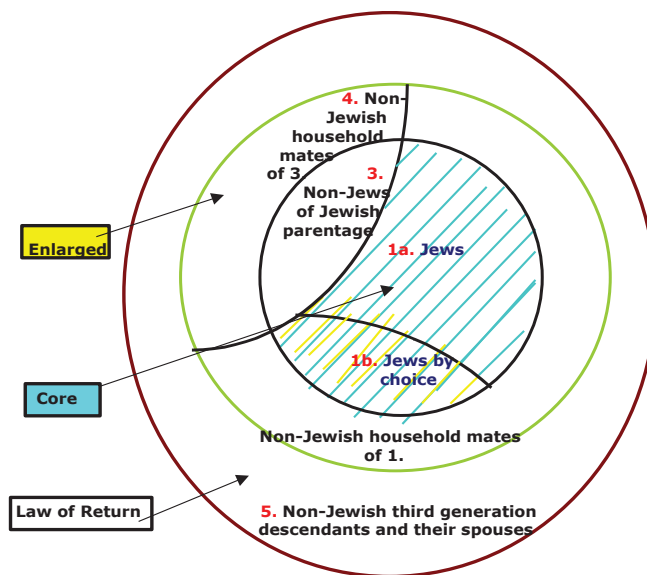 4. Non-
Jewish
household
mates
of 3
3.
Non-Jews
of Jewish
parentage
Enlarged
1a. Jews
1b. Jews by
choice
Core
Non-Jewish household mates
of 1.
Law of Return
5. Non-Jewish third generation
descendants and their spouses